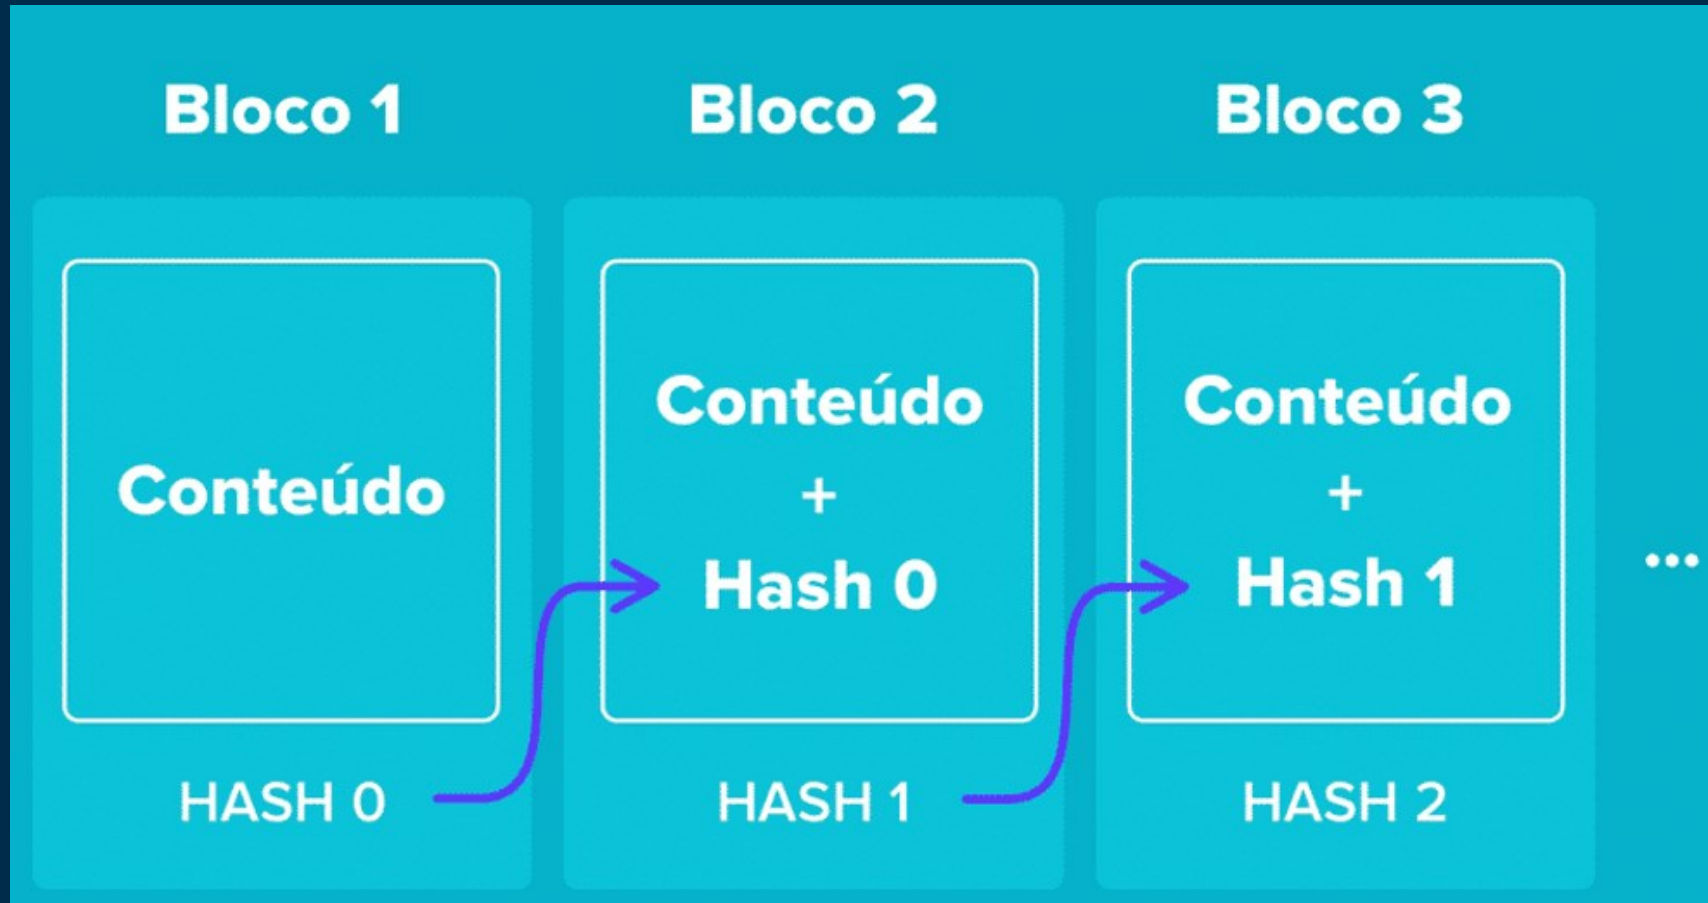 Bloco 1
Conteúdo
HASH 0
Bloco 2
Conteúdo
+
Hash 0
HASH 1
Bloco 3
Conteúdo
+
Hash 1
HASH 2
...